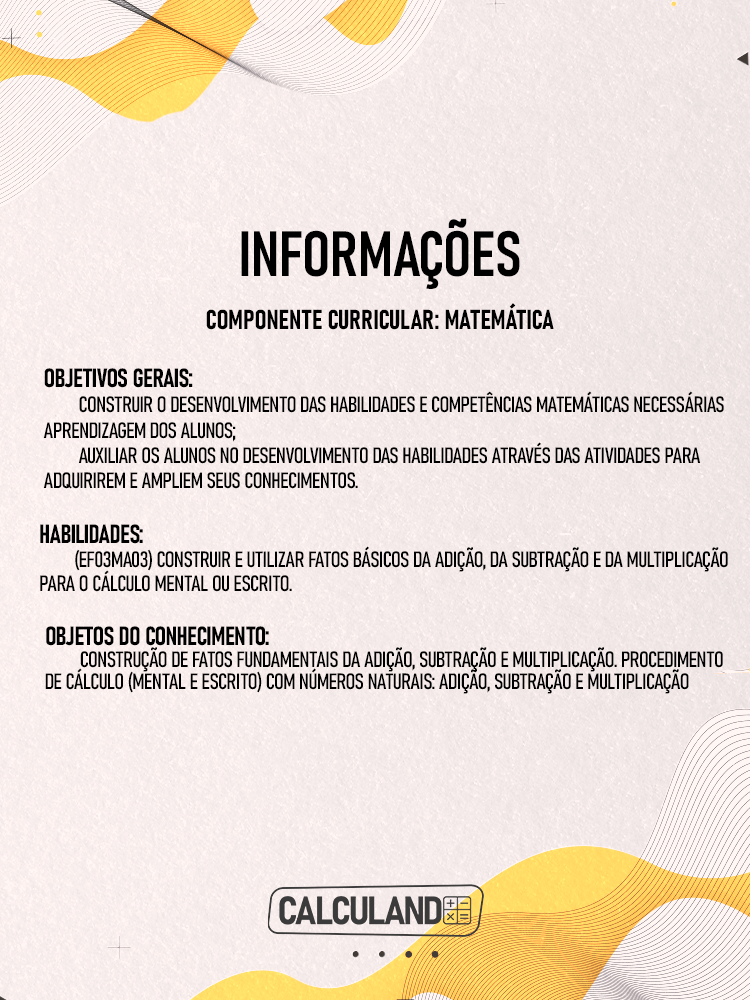 INFORMAÇÕES
COMPONENTE CURRICULAR: MATEMÁTICA
OBJETIVOS GERAIS:
CONSTRUIR O DESENVOLVIMENTO DAS HABILIDADES E COMPETÊNCIAS MATEMÁTICAS NECESSÁRIAS
APRENDIZAGEM DOS ALUNOS;
AUXILIAR OS ALUNOS NO DESENVOLVIMENTO DAS HABILIDADES ATRAVÉS DAS ATIVIDADES PARA
ADQUIRIREM E AMPLIEM SEUS CONHECIMENTOS.
HABILIDADES:
(EF03MA03) CONSTRUIR E UTILIZAR FATOS BÁSICOS DA ADIÇÃO, DA SUBTRAÇÃO E DA MULTIPLICAÇÃO
PARA O CÁLCULO MENTAL OU ESCRITO.
OBJETOS DO CONHECIMENTO:
CONSTRUÇÃO DE FATOS FUNDAMENTAIS DA ADIÇÃO, SUBTRAÇÃO E MULTIPLICAÇÃO. PROCEDIMENTO
DE CÁLCULO (MENTAL E ESCRITO) COM NÚMEROS NATURAIS: ADIÇÃO, SUBTRAÇÃO E MULTIPLICAÇÃO
CALCULAND